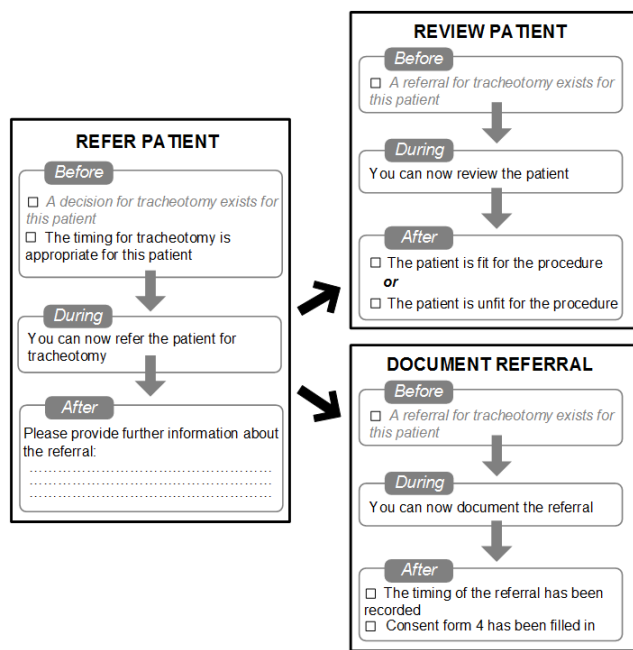 REFER PATIENT
Before
☐ A decision for tracheotomy exists for
this patient
☐ The timing for tracheotomy is
appropriate for this patient
During
You can now refer the patient for
tracheotomy
After
Please provide further information about
the referral:
................................................
................................................
................................................
REVIEW PATIENT
Before
☐ A referral for tracheotomy exists for
this patient
During
You can now review the patient
After
☐ The patient is fit for the procedure
or
☐ The patient is unfit for the procedure
DOCUMENT REFERRAL
Before
☐ A referral for tracheotomy exists for
this patient
During
You can now document the referral
After
☐ The timing of the referral has been
recorded
☐ Consent form 4 has been filled in